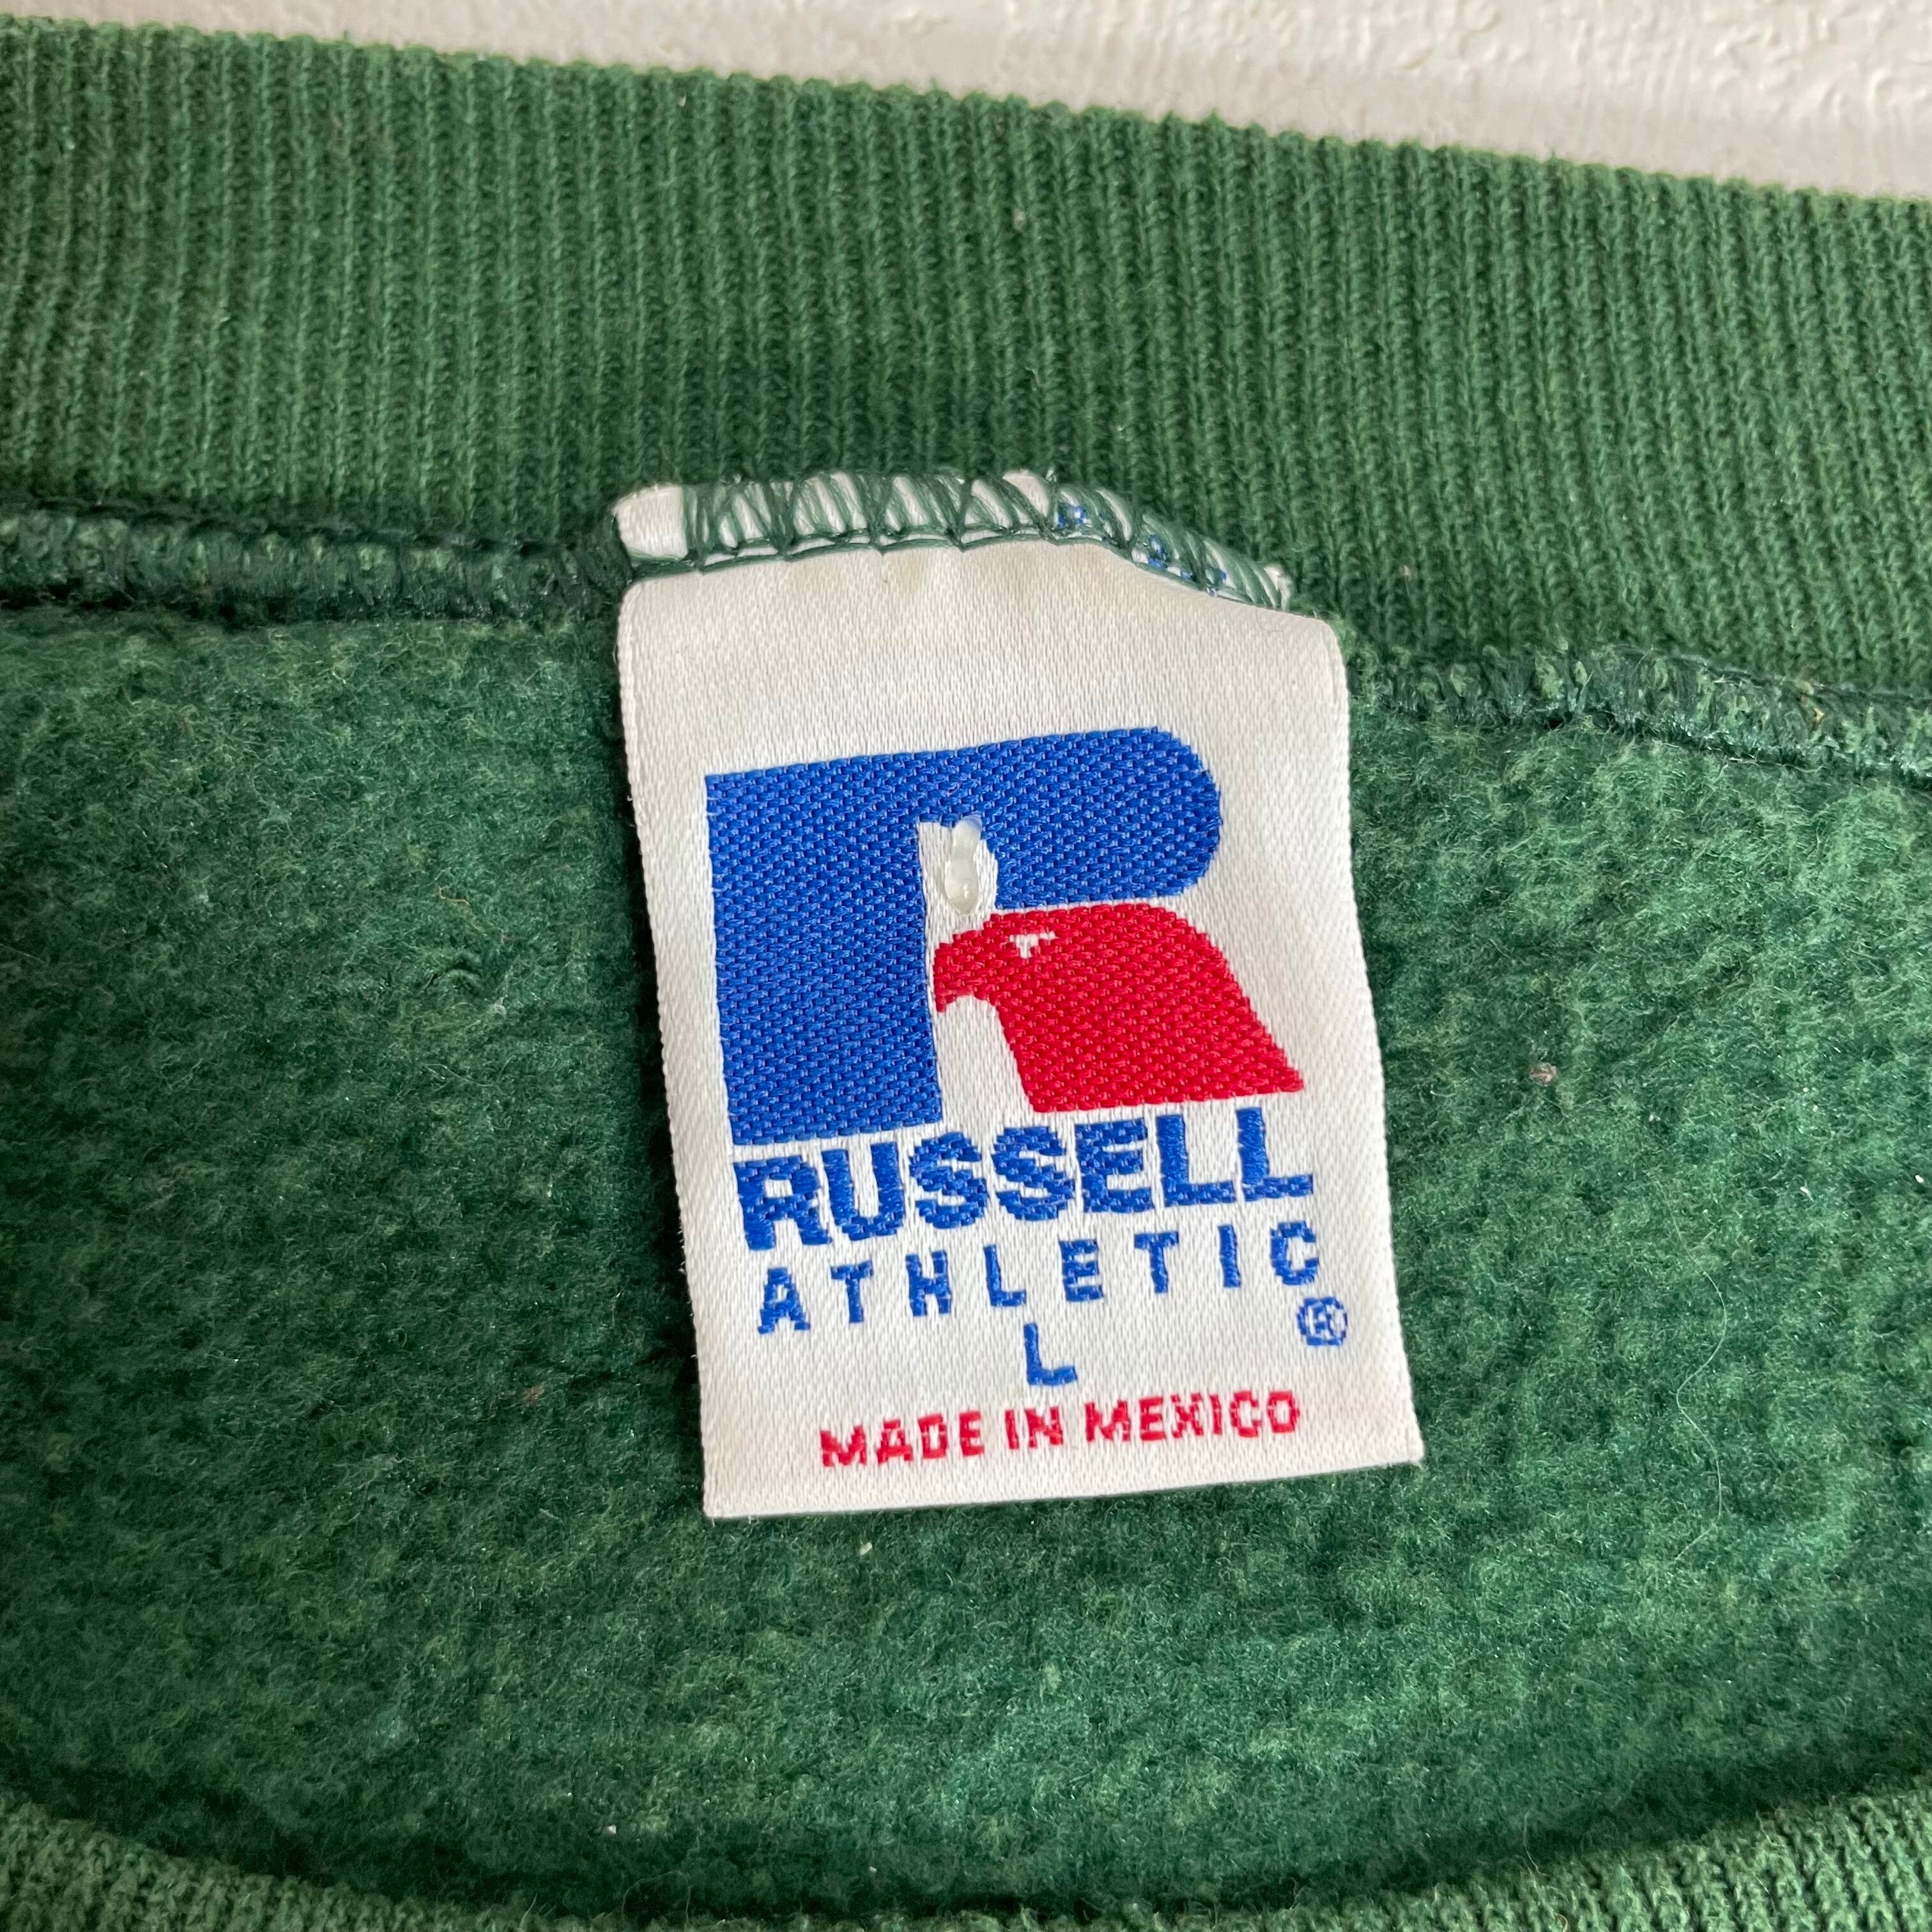 RUSSELL
ATHLETIC
®
L
MADE IN MEXICO